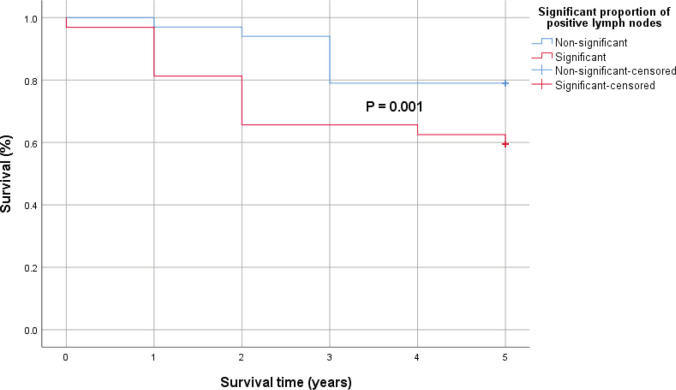 Significant proportion of
positive lymph nodes
Non-significant
Significant
Non-significant-censored
Significant-censored
Survival (%)
1.0
0.8
0.6
0.4
0.2
0.0
P = 0.001
0 1 2 3 4 5
Survival time (years)